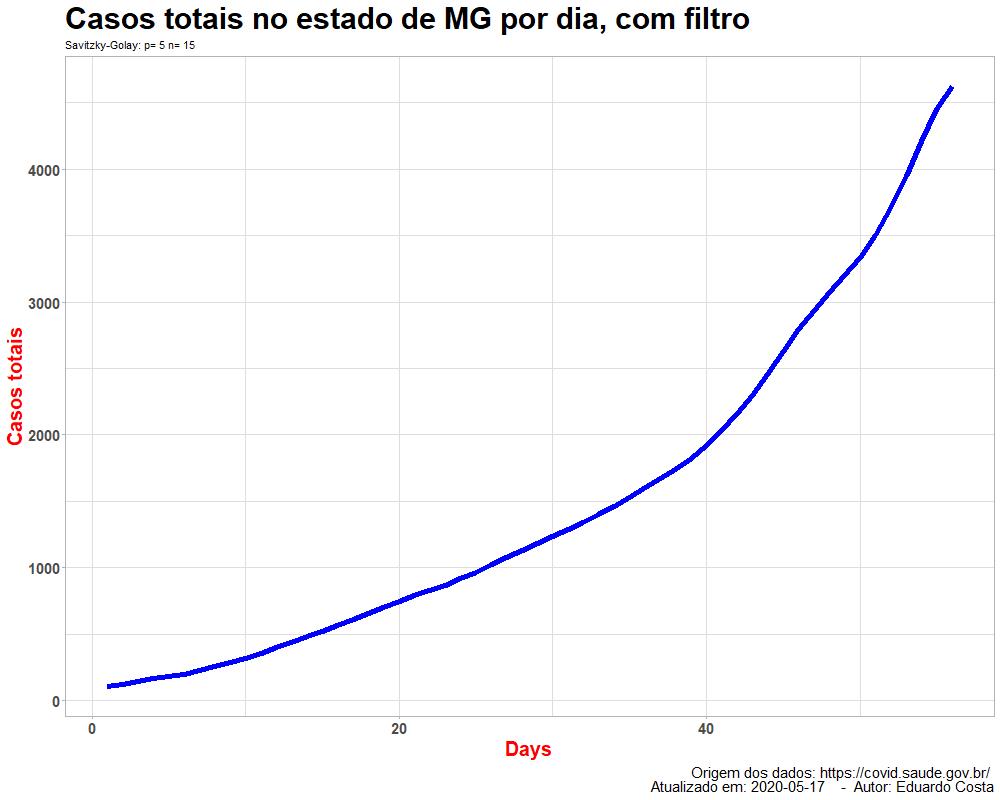 Casos totais no estado de MG por dia, com filtro
Savitzky-Golay: p= 5 n= 15
Casos totais
4000
3000
2000
1000
0
0 20 40
Days
Origem dos dados: https://covid.saude.gov.br/
Atualizado em: 2020-05-17 - Autor: Eduardo Costa